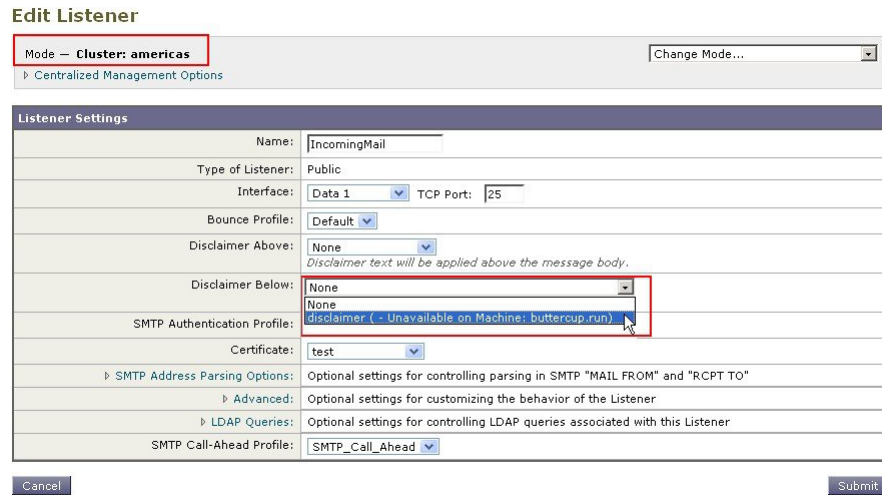 Edit Listener
Mode — Cluster: americas
Change Mode...
Centralized Management Options
Listener Settings
Name: IncomingMail
Type of Listener: Public
Interface: Data 1 TCP Port: 25
Bounce Profile: Default
Disclaimer Above: None
Disclaimer text will be applied above the message body.
Disclaimer Below: None
None
disclaimer ( - Unavailable on Machine: buttercup.run)
SMTP Authentication Profile:
Certificate: test
SMTP Address Parsing Options: Optional settings for controlling parsing in SMTP "MAIL FROM" and "RCPT TO"
Advanced: Optional settings for customizing the behavior of the Listener
LDAP Queries: Optional settings for controlling LDAP queries associated with this Listener
SMTP Call-Ahead Profile: SMTP_Call_Ahead
Cancel Submit